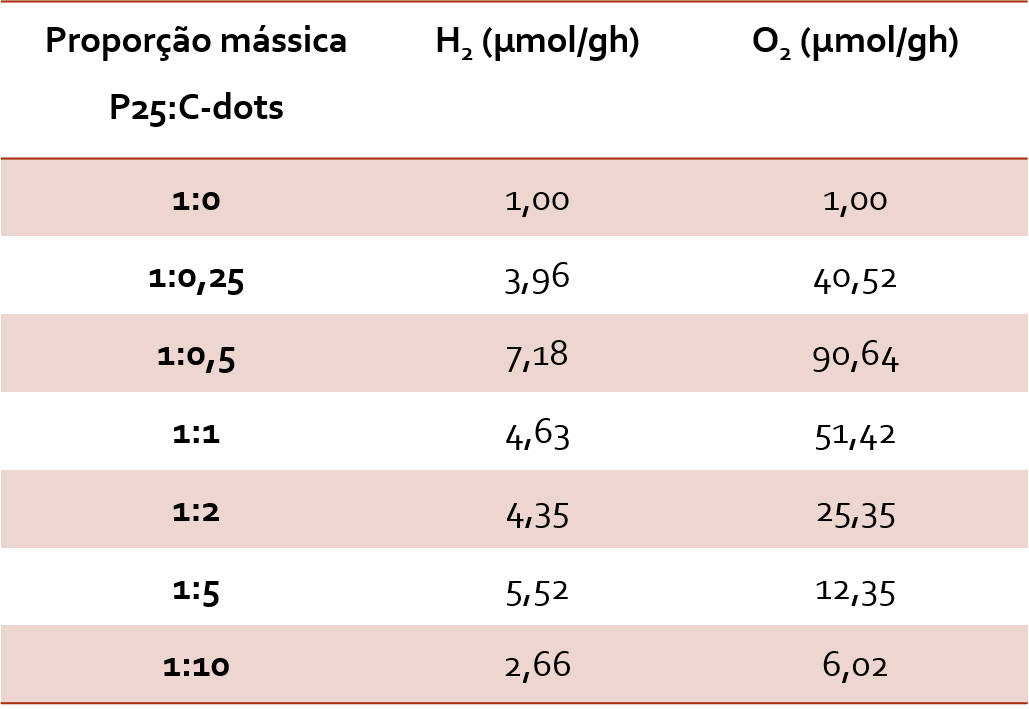 Proporção mássica H₂ (µmol/gh) O₂ (µmol/gh)
P25:C-dots
1:0 1,00 1,00
1:0,25 3,96 40,52
1:0,5 7,18 90,64
1:1 4,63 51,42
1:2 4,35 25,35
1:5 5,52 12,35
1:10 2,66 6,02